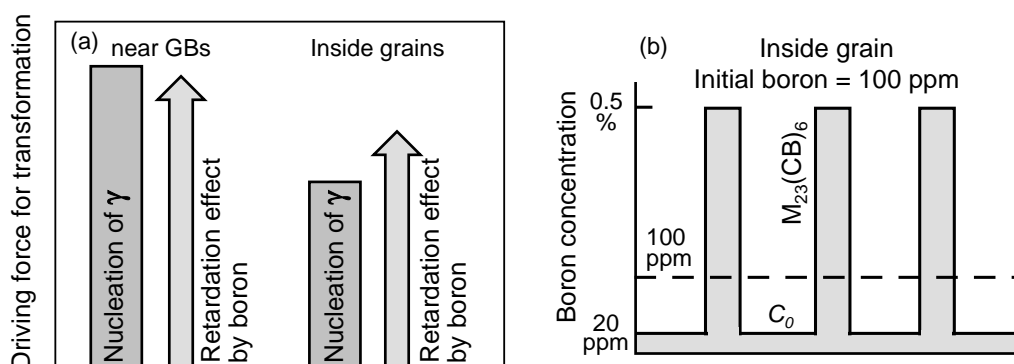 Driving force for transformation
(a)
near GBs
Inside grains
Nucleation of γ
Retardation effect
by boron
Nucleation of γ
Retardation effect
by boron
(b)
Inside grain
Initial boron = 100 ppm
Boron concentration
0.5
%
M₂₃(CB)₆
100
ppm
C₀
20
ppm